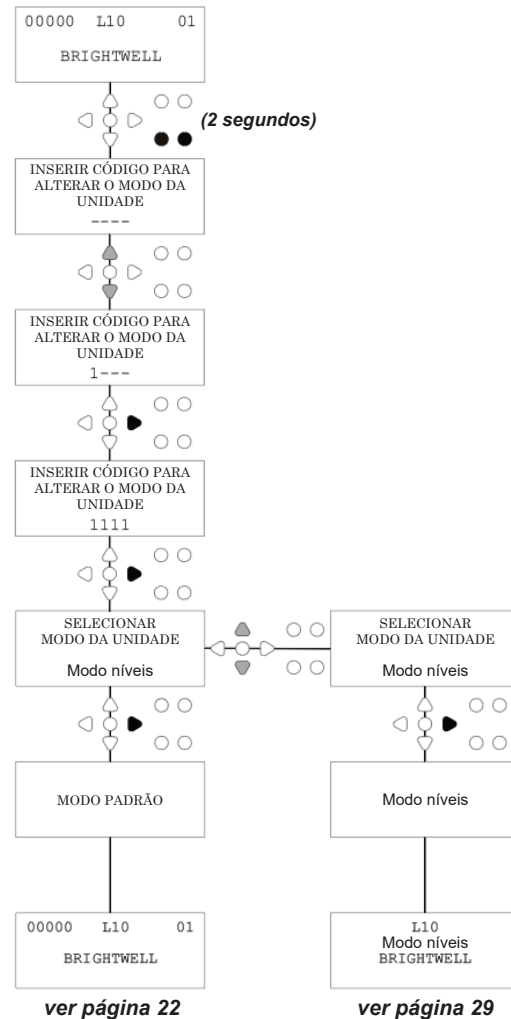 00000 L10 01
BRIGHTWELL
(2 segundos)
INSERIR CÓDIGO PARA
ALTERAR O MODO DA
UNIDADE
----
INSERIR CÓDIGO PARA
ALTERAR O MODO DA
UNIDADE
1---
INSERIR CÓDIGO PARA
ALTERAR O MODO DA
UNIDADE
1111
SELECIONAR
MODO DA UNIDADE
Modo níveis
SELECIONAR
MODO DA UNIDADE
Modo níveis
MODO PADRÃO
Modo níveis
00000 L10 01
BRIGHTWELL
L10
Modo níveis
BRIGHTWELL
ver página 22
ver página 29